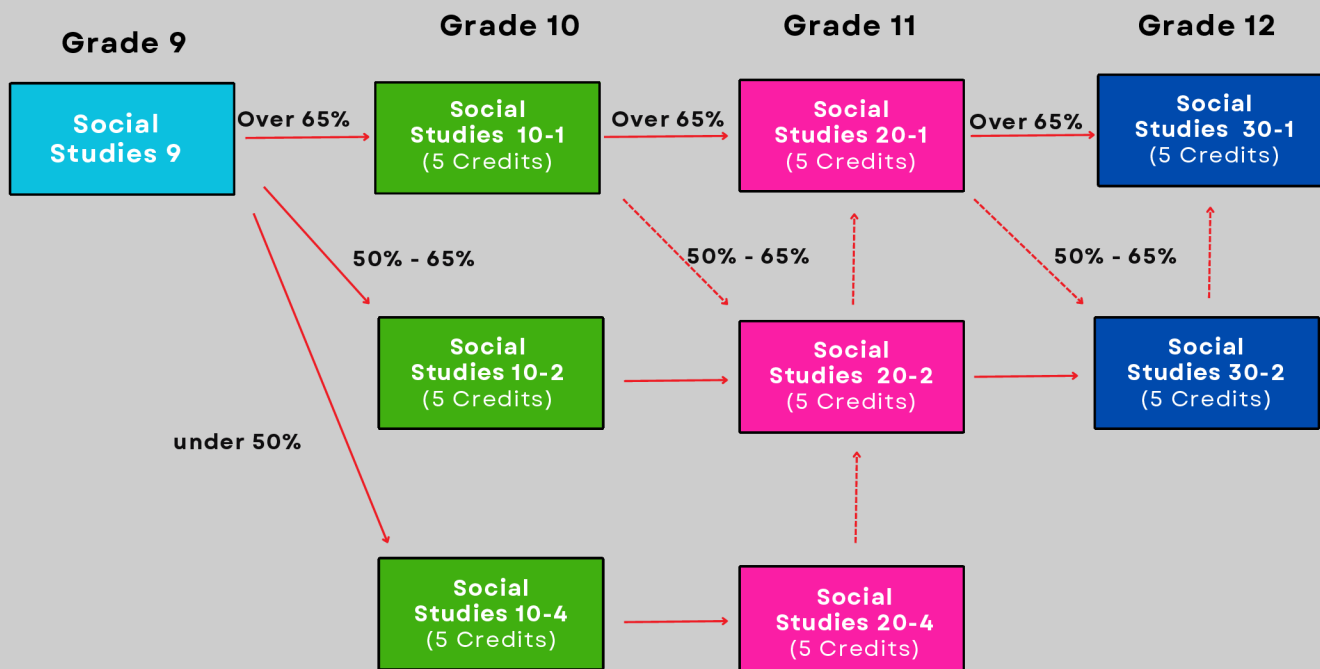 Grade 9
Grade 10
Grade 11
Grade 12
Social
Studies 9
Over 65%
Social
Studies 10-1
(5 Credits)
Over 65%
Social
Studies 20-1
(5 Credits)
Over 65%
Social
Studies 30-1
(5 Credits)
50% - 65%
50% - 65%
50% - 65%
Social
Studies 10-2
(5 Credits)
Social
Studies 20-2
(5 Credits)
Social
Studies 30-2
(5 Credits)
under 50%
Social
Studies 10-4
(5 Credits)
Social
Studies 20-4
(5 Credits)